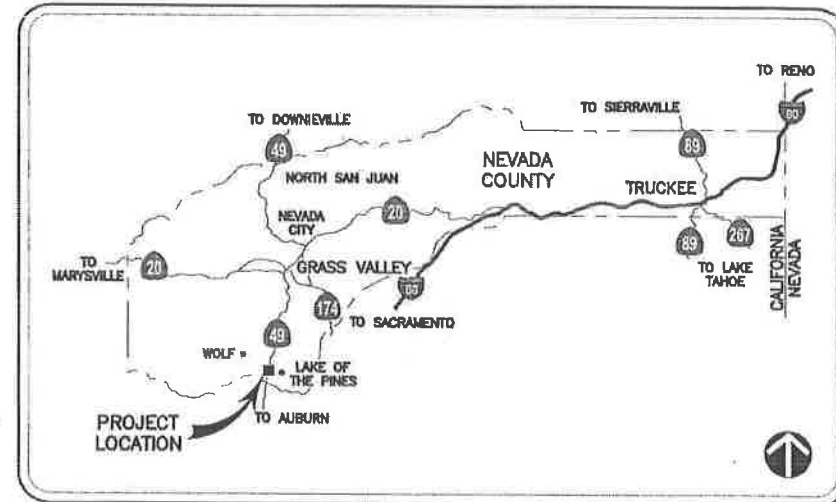 TO RENO
80
TO SIERRAVILLE
TO DOWNIEVILLE
89
49
NEVADA
COUNTY
NORTH SAN JUAN
TRUCKEE
NEVADA
CITY
20
267
TO
MARYSVILLE
20
GRASS VALLEY
89
TO LAKE
TAHOE
CALIFORNIA
NEVADA
80
174
TO SACRAMENTO
49
WOLF
LAKE OF
THE PINES
PROJECT
LOCATION
TO AUBURN